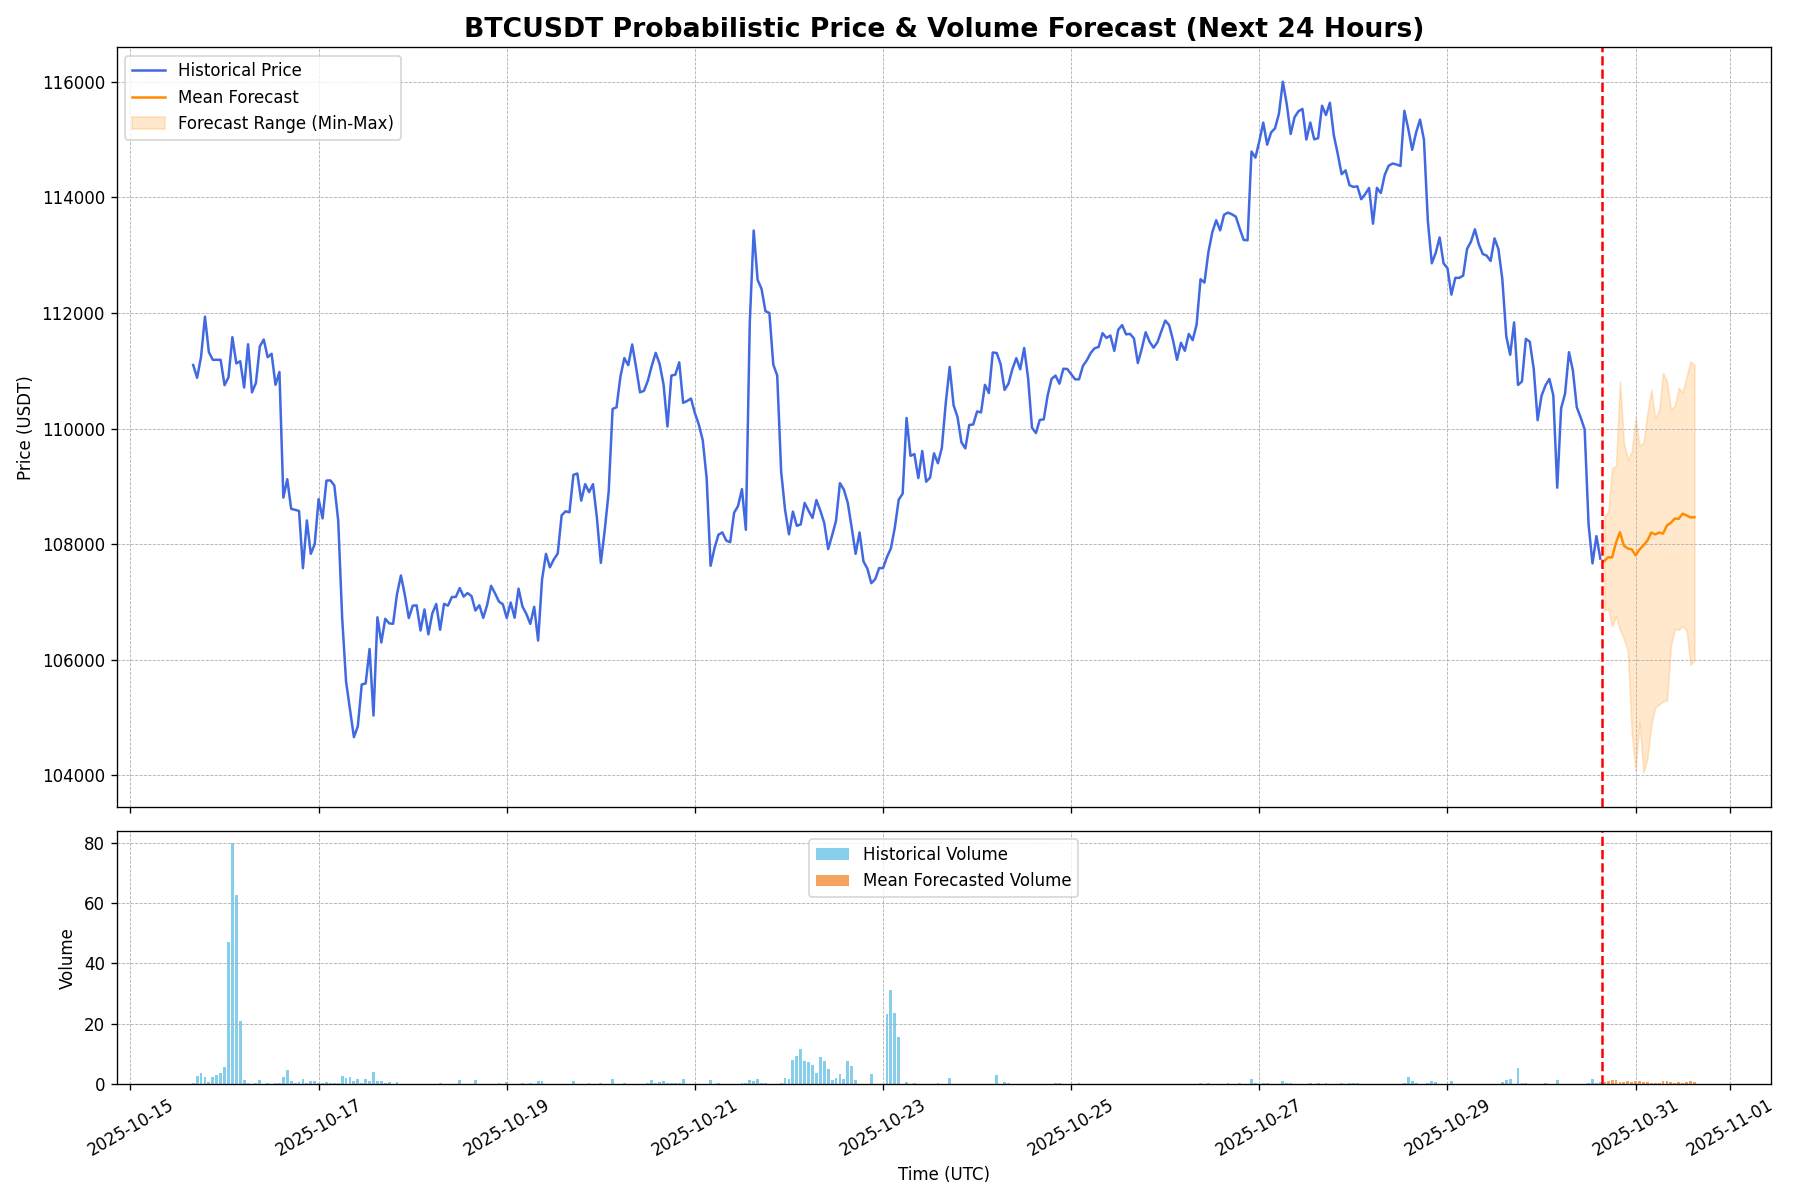 BTCUSDT Probabilistic Price & Volume Forecast (Next 24 Hours)
Historical Price
Mean Forecast
Forecast Range (Min-Max)
Price (USDT)
116000
114000
112000
110000
108000
106000
104000
Historical Volume
Mean Forecasted Volume
Volume
80
60
40
20
0
2025-10-15
2025-10-17
2025-10-19
2025-10-21
2025-10-23
2025-10-25
2025-10-27
2025-10-29
2025-10-31
2025-11-01
Time (UTC)